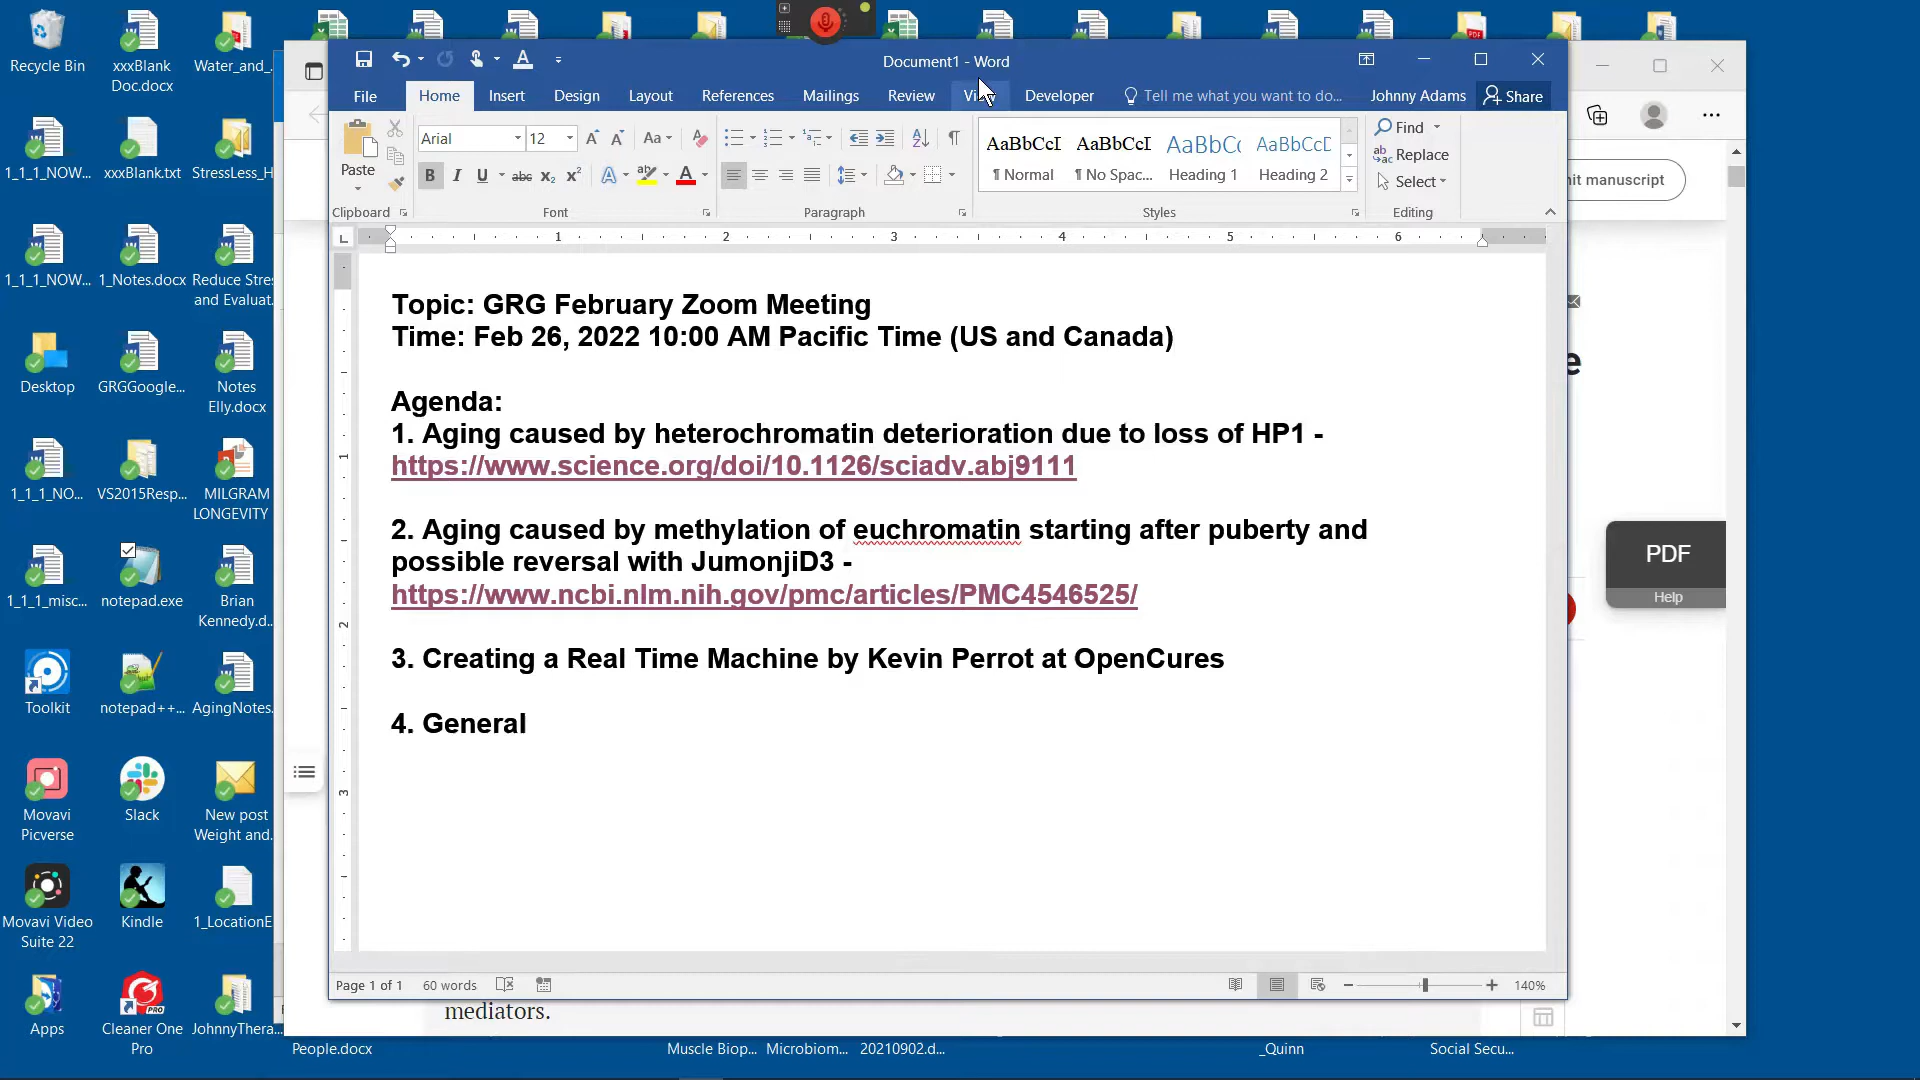 Recycle Bin
xxxBlank
Doc.docx
Water_and_...
Document1 - Word
File
Home
Insert
Design
Layout
References
Mailings
Review
View
Developer
Tell me what you want to do...
Johnny Adams
Share
1_1_1_NOW...
xxxBlank.txt
StressLess_H
Paste
Arial
12
AaBbCcI
AaBbCcI
AaBbCc
AaBbCcE
¶ Normal
¶ No Spac...
Heading 1
Heading 2
Find
Replace
Select
Clipboard
Font
Paragraph
Styles
Editing
nit manuscript
1 2 3 4 5 6
1_1_1_NOW...
1_Notes.docx
Reduce Stre
and Evaluat.
Topic: GRG February Zoom Meeting
Time: Feb 26, 2022 10:00 AM Pacific Time (US and Canada)
Desktop
GRGGoogle...
Notes
Elly.docx
Agenda:
1. Aging caused by heterochromatin deterioration due to loss of HP1 -
https://www.science.org/doi/10.1126/sciadv.abj9111
1_1_1_NO...
VS2015Resp...
MILGRAM
LONGEVITY
2. Aging caused by methylation of euchromatin starting after puberty and
possible reversal with JumonjiD3 -
https://www.ncbi.nlm.nih.gov/pmc/articles/PMC4546525/
PDF
Help
1_1_1_misc...
notepad.exe
Brian
Kennedy.d...
3. Creating a Real Time Machine by Kevin Perrot at OpenCures
Toolkit
notepad++...
AgingNotes.
4. General
Movavi
Picverse
Slack
New post
Weight and.
Movavi Video
Suite 22
Kindle
1_LocationE
Page 1 of 1
60 words
140%
mediators.
Apps
Cleaner One
Pro
JohnnyThera...
People.docx
Muscle Biop...
Microbiom...
20210902.d...
_Quinn
Social Secu...